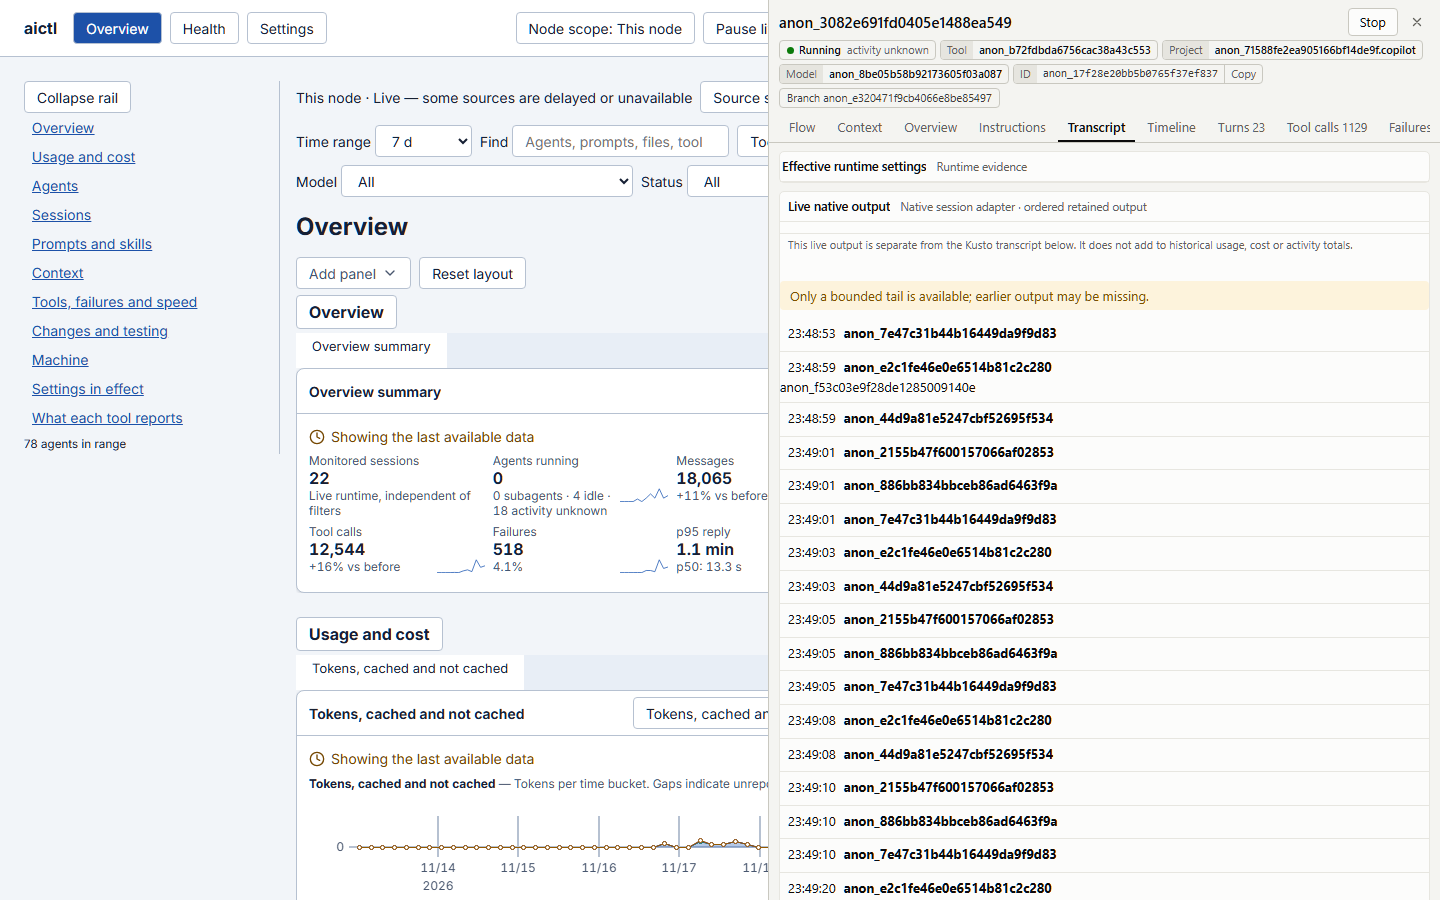 aictl
Overview
Health
Settings
Node scope: This node
Pause li
Collapse rail
Overview
Usage and cost
Agents
Sessions
Prompts and skills
Context
Tools, failures and speed
Changes and testing
Machine
Settings in effect
What each tool reports
78 agents in range
This node · Live — some sources are delayed or unavailable
Source s
Time range
7 d
Find
Agents, prompts, files, tool
Too
Model
All
Status
All
Overview
Add panel
Reset layout
Overview
Overview summary
Overview summary
Showing the last available data
Monitored sessions
22
Live runtime, independent of
filters
Agents running
0
0 subagents · 4 idle ·
18 activity unknown
Messages
18,065
+11% vs before
Tool calls
12,544
+16% vs before
Failures
518
4.1%
p95 reply
1.1 min
p50: 13.3 s
Usage and cost
Tokens, cached and not cached
Tokens, cached and not cached
Tokens, cached an
Showing the last available data
Tokens, cached and not cached — Tokens per time bucket. Gaps indicate unrepo
0
11/14
2026
11/15
11/16
11/17
11/1
anon_3082e691fd0405e1488ea549
Stop
×
Running activity unknown
Tool anon_b72fdbda6756cac38a43c553
Project anon_71588fe2ea905166bf14de9f.copilot
Model anon_8be05b58b92173605f03a087
ID anon_17f28e20bb5b0765f37ef837 Copy
Branch anon_e320471f9cb4066e8be85497
Flow
Context
Overview
Instructions
Transcript
Timeline
Turns 23
Tool calls 1129
Failures
Effective runtime settings Runtime evidence
Live native output Native session adapter · ordered retained output
This live output is separate from the Kusto transcript below. It does not add to historical usage, cost or activity totals.
Only a bounded tail is available; earlier output may be missing.
23:48:53 anon_7e47c31b44b16449da9f9d83
23:48:59 anon_e2c1fe46e0e6514b81c2c280
anon_f53c03e9f28de1285009140e
23:48:59 anon_44d9a81e5247cbf52695f534
23:49:01 anon_2155b47f600157066af02853
23:49:01 anon_886bb834bbceb86ad6463f9a
23:49:01 anon_7e47c31b44b16449da9f9d83
23:49:03 anon_e2c1fe46e0e6514b81c2c280
23:49:03 anon_44d9a81e5247cbf52695f534
23:49:05 anon_2155b47f600157066af02853
23:49:05 anon_886bb834bbceb86ad6463f9a
23:49:05 anon_7e47c31b44b16449da9f9d83
23:49:08 anon_e2c1fe46e0e6514b81c2c280
23:49:08 anon_44d9a81e5247cbf52695f534
23:49:10 anon_2155b47f600157066af02853
23:49:10 anon_886bb834bbceb86ad6463f9a
23:49:10 anon_7e47c31b44b16449da9f9d83
23:49:20 anon_e2c1fe46e0e6514b81c2c280